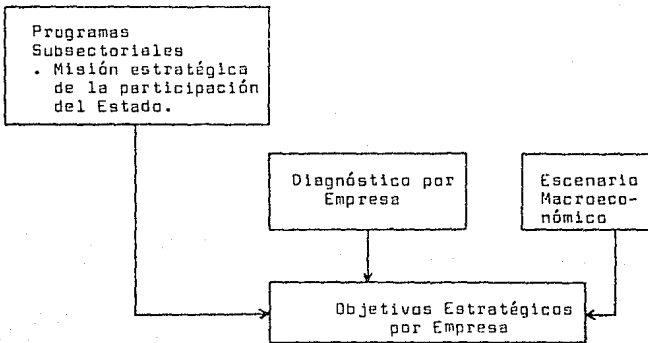 Programas
Subsectoriales
. Misión estratégica
de la participación
del Estado.
Diagnóstico por
Empresa
Escenario
Macroeco-
nómico
Objetivos Estratégicos
por Empresa